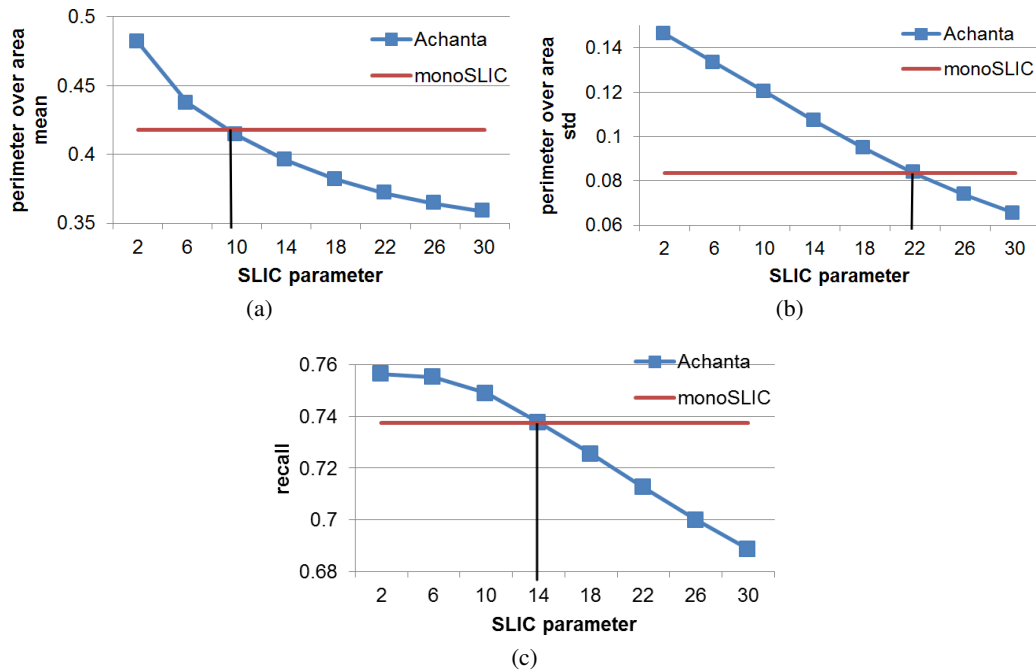 0.5
0.45
0.4
0.35
perimeter over area
mean
Achanta
monoSLIC
2 6 10 14 18 22 26 30
SLIC parameter
(a)
0.14
0.12
0.1
0.08
0.06
perimeter over area
std
Achanta
monoSLIC
2 6 10 14 18 22 26 30
SLIC parameter
(b)
0.76
0.74
0.72
0.7
0.68
recall
Achanta
monoSLIC
2 6 10 14 18 22 26 30
SLIC parameter
(c)